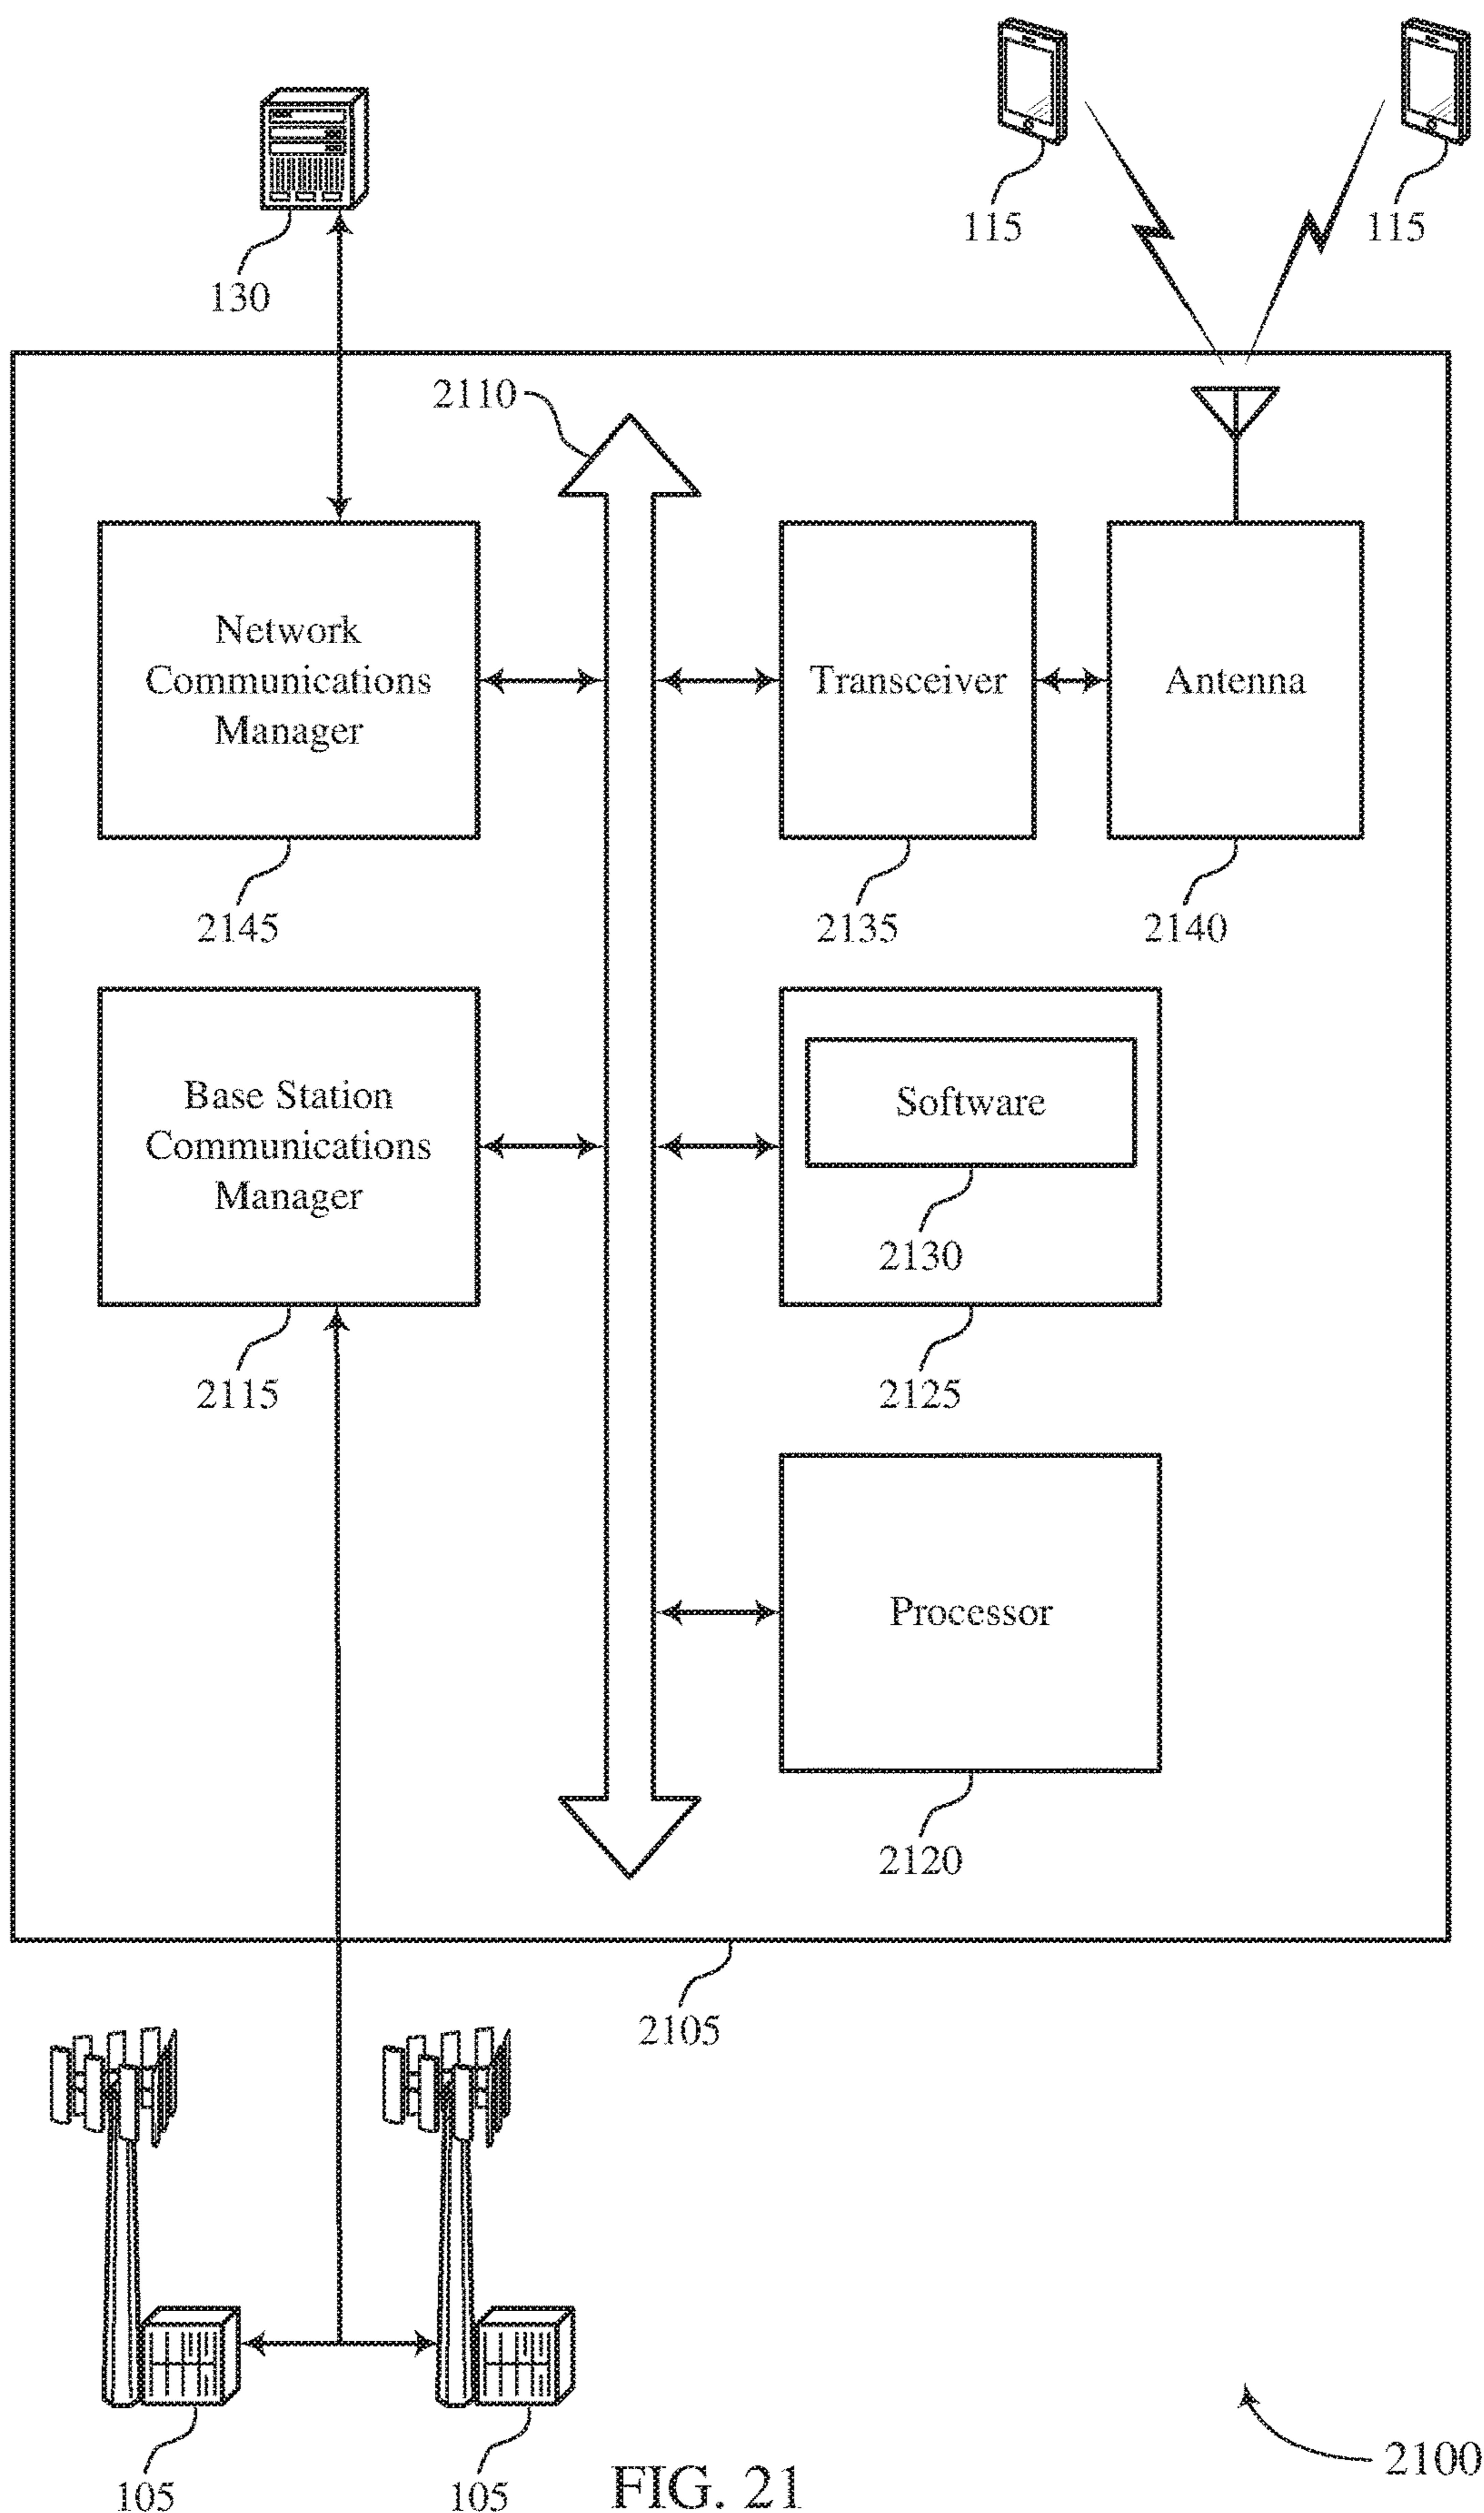 115
115
130
2110
Network
Communications
Manager
Transceiver
Antenna
2145
2135
2140
Base Station
Communications
Manager
Software
2130
2115
2125
Processor
2120
2105
105
105
2100
FIG. 21